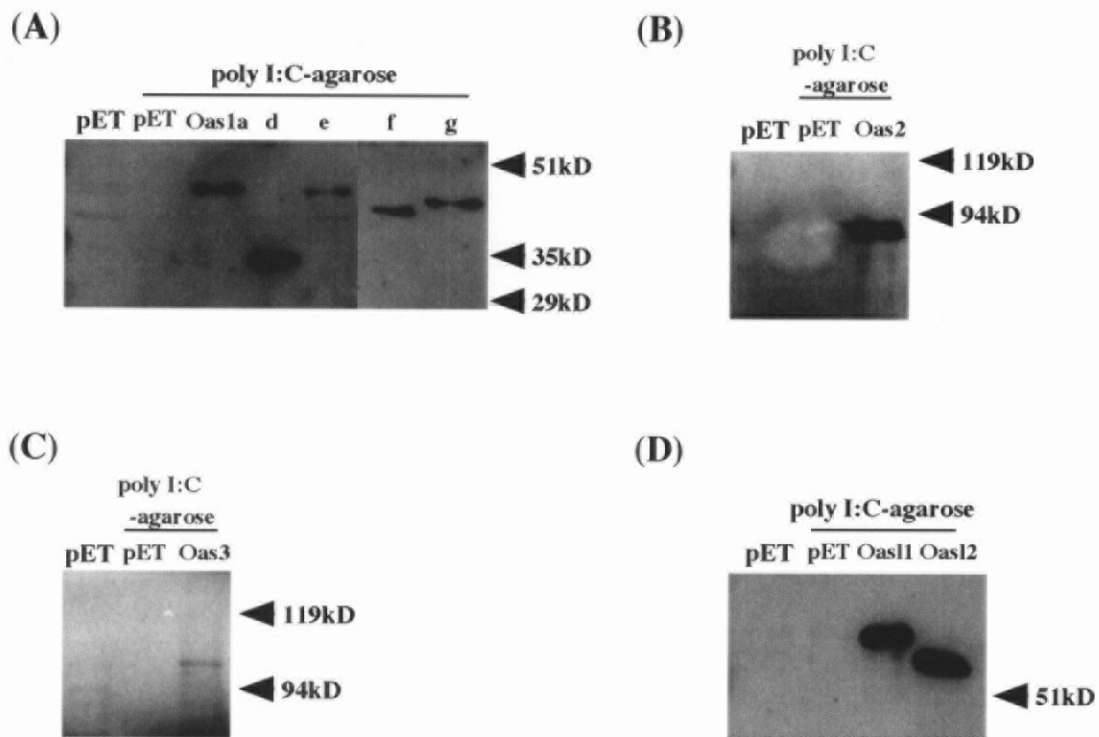 (A)
poly I:C-agarose
pET pET Oas1a d e f g
51kD
35kD
29kD
(B)
poly I:C
-agarose
pET pET Oas2
119kD
94kD
(C)
poly I:C
-agarose
pET pET Oas3
119kD
94kD
(D)
poly I:C-agarose
pET pET Oasl1 Oasl2
51kD